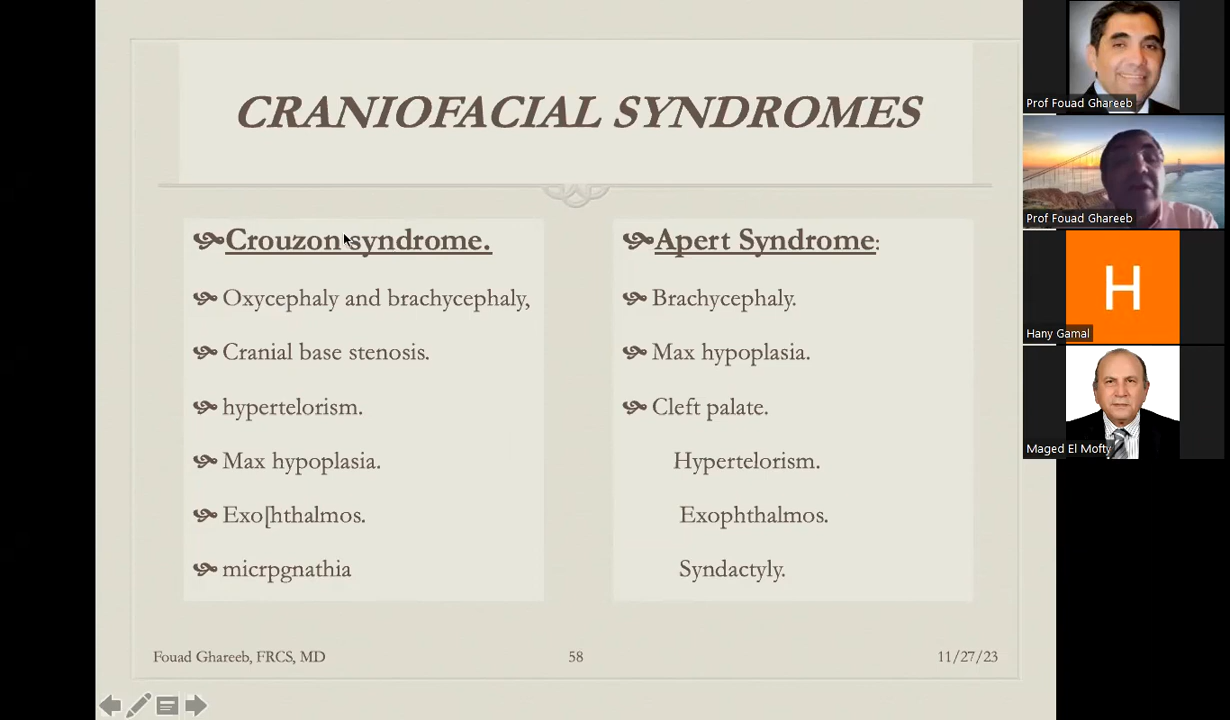 CRANIOFACIAL SYNDROMES
Crouzon syndrome.
Oxycephaly and brachycephaly,
Cranial base stenosis.
hypertelorism.
Max hypoplasia.
Exo[hthalmos.
micrpgnathia
Apert Syndrome:
Brachycephaly.
Max hypoplasia.
Cleft palate.
Hypertelorism.
Exophthalmos.
Syndactyly.
Fouad Ghareeb, FRCS, MD
58
11/27/23
Prof Fouad Ghareeb
Prof Fouad Ghareeb
H
Hany Gamal
Maged El Mofty